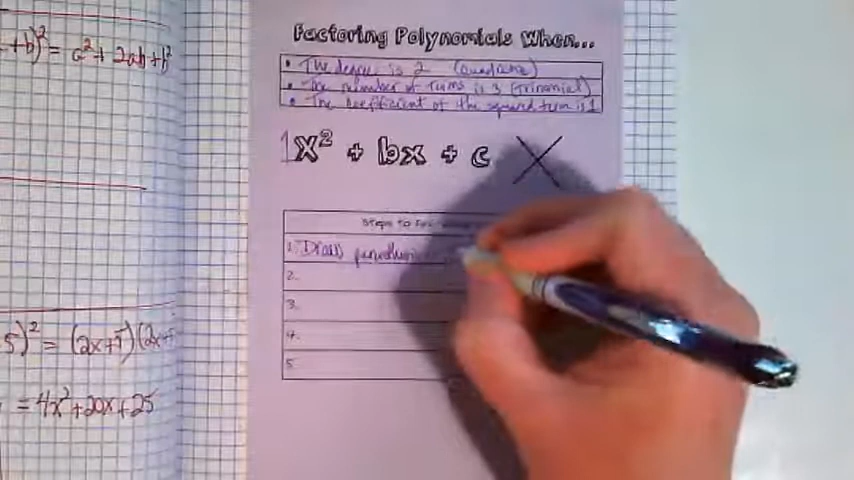 +b)² = a² + 2ab + b²
5)² = (2x+5)(2x+5
= 4x² + 20x + 25
Factoring Polynomials When...
• The degree is 2 (quadratic)
• The number of terms is 3 (trinomial)
• The coefficient of the squared term is 1
1x² + bx + c
Steps to
1. Draw
2.
3.
4.
5.